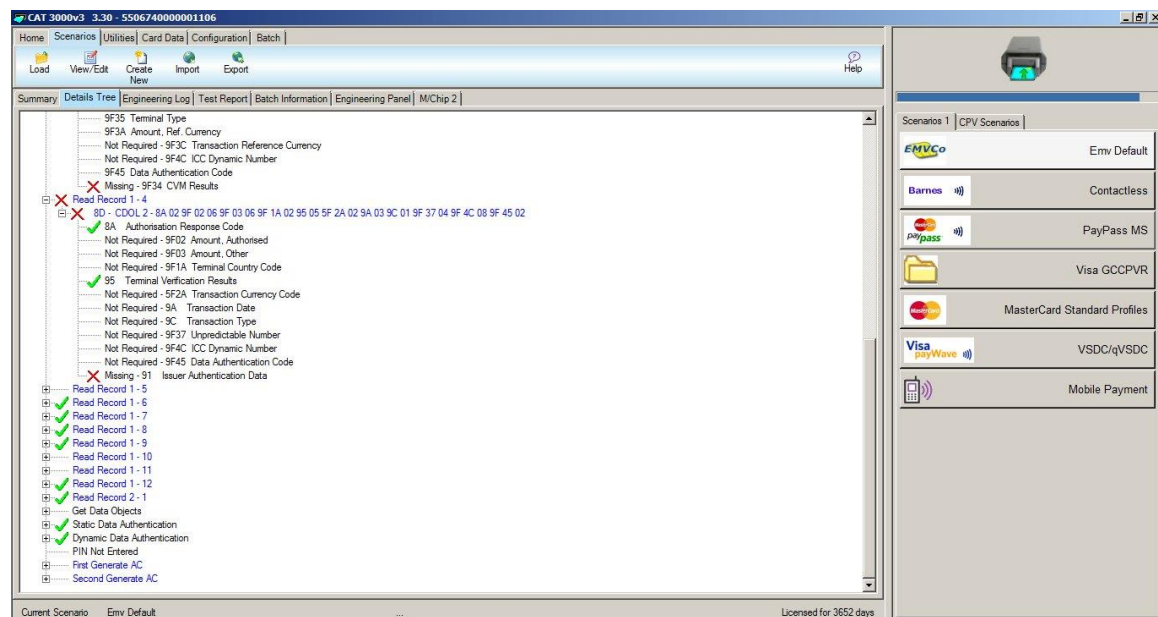 CAT 3000v3 3.30 - 5506740000001106
Home Scenarios Utilities Card Data Configuration Batch
Load View/Edit Create New Import Export Help
Summary Details Tree Engineering Log Test Report Batch Information Engineering Panel M/Chip 2
9F35 Terminal Type
9F3A Amount, Ref. Currency
Not Required - 9F3C Transaction Reference Currency
Not Required - 9F4C ICC Dynamic Number
9F45 Data Authentication Code
Missing - 9F34 CVM Results
Read Record 1 - 4
8D - CDOL 2 - 8A 02 9F 02 06 9F 03 06 9F 1A 02 95 05 5F 2A 02 9A 03 9C 01 9F 37 04 9F 4C 08 9F 45 02
8A Authorisation Response Code
Not Required - 9F02 Amount, Authorised
Not Required - 9F03 Amount, Other
Not Required - 9F1A Terminal Country Code
95 Terminal Verification Results
Not Required - 5F2A Transaction Currency Code
Not Required - 9A Transaction Date
Not Required - 9C Transaction Type
Not Required - 9F37 Unpredictable Number
Not Required - 9F4C ICC Dynamic Number
Not Required - 9F45 Data Authentication Code
Missing - 91 Issuer Authentication Data
Read Record 1 - 5
Read Record 1 - 6
Read Record 1 - 7
Read Record 1 - 8
Read Record 1 - 9
Read Record 1 - 10
Read Record 1 - 11
Read Record 1 - 12
Read Record 2 - 1
Get Data Objects
Static Data Authentication
Dynamic Data Authentication
PIN Not Entered
First Generate AC
Second Generate AC
Current Scenario Emv Default ... Licensed for 3652 days
Scenarios 1 CPV Scenarios
EMVCo Emv Default
Barnes Contactless
PayPass PayPass MS
Visa GCCPVR
MasterCard MasterCard Standard Profiles
Visa payWave VSDC/qVSDC
Mobile Payment